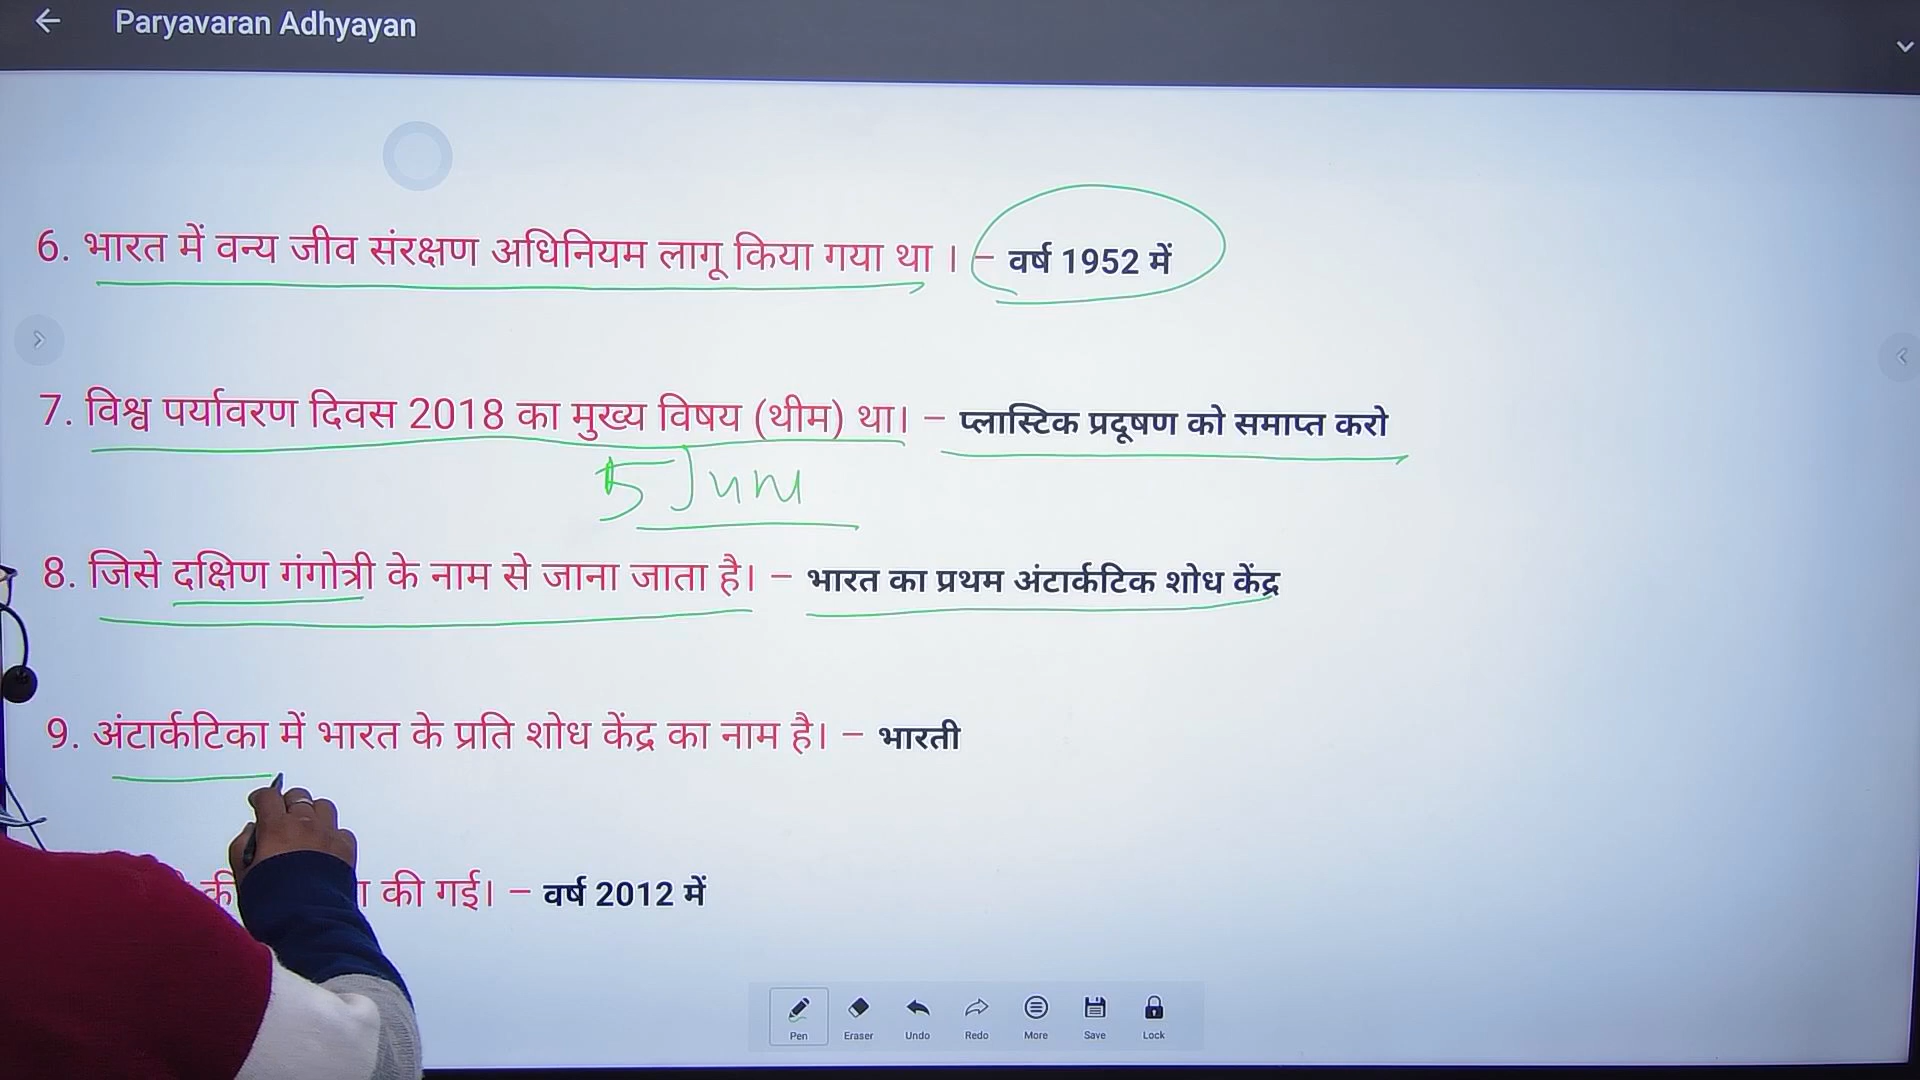 Paryavaran Adhyayan
6. भारत में वन्य जीव संरक्षण अधिनियम लागू किया गया था । – वर्ष 1952 में
7. विश्व पर्यावरण दिवस 2018 का मुख्य विषय (थीम) था। – प्लास्टिक प्रदूषण को समाप्त करो
5 June
8. जिसे दक्षिण गंगोत्री के नाम से जाना जाता है। – भारत का प्रथम अंटार्कटिक शोध केंद्र
9. अंटार्कटिका में भारत के प्रति शोध केंद्र का नाम है। – भारती
की गई। – वर्ष 2012 में
Pen Eraser Undo Redo More Save Lock